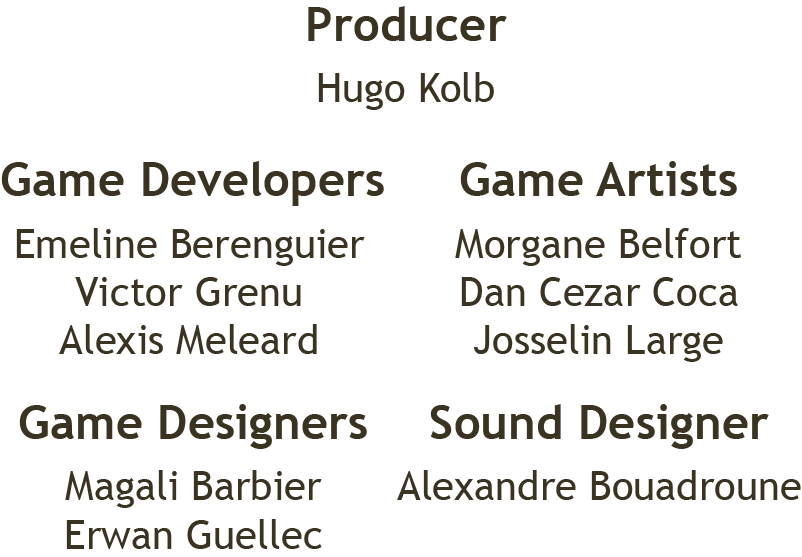 Producer
Hugo Kolb
Game Developers
Emeline Berenguier
Victor Grenu
Alexis Meleard
Game Artists
Morgane Belfort
Dan Cezar Coca
Josselin Large
Game Designers
Magali Barbier
Erwan Guellec
Sound Designer
Alexandre Bouadroune